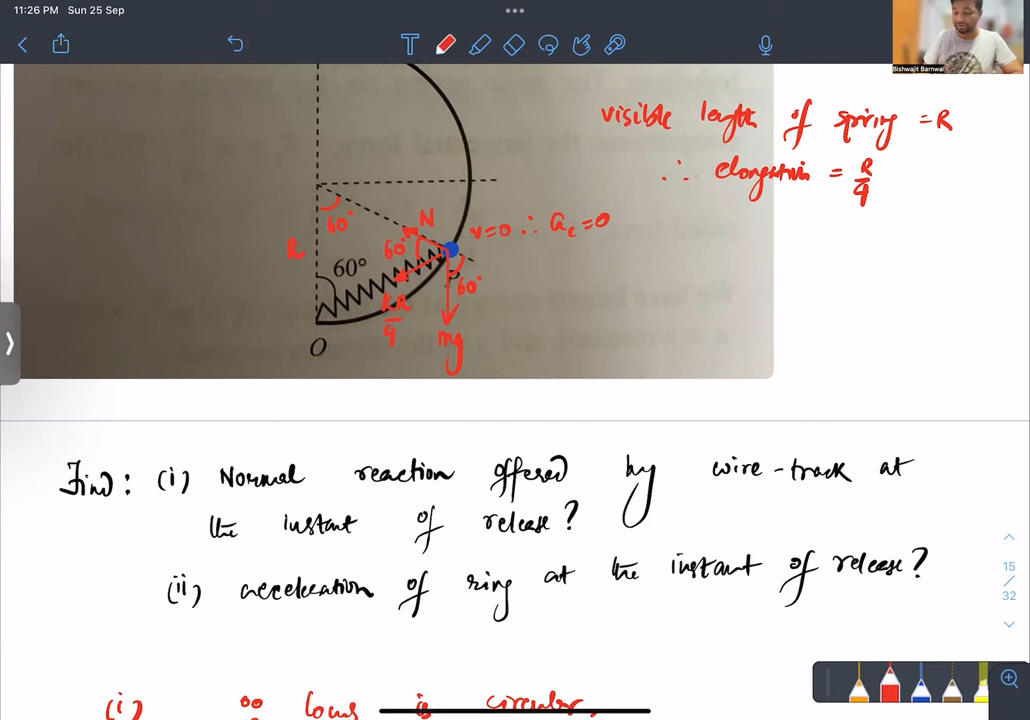 11:26 PM Sun 25 Sep
Bishwajit Barnwal
visible length of spring = R
∴ elongation = R/4
60°
N
v=0 ∴ a_c=0
R
60°
60°
60°
P
KR/4
mg
O
Find: (i) Normal reaction offered by wire-track at
the instant of release?
(ii) acceleration of ring at the instant of release?
15
/
32
(i) ∵ locus is circular,